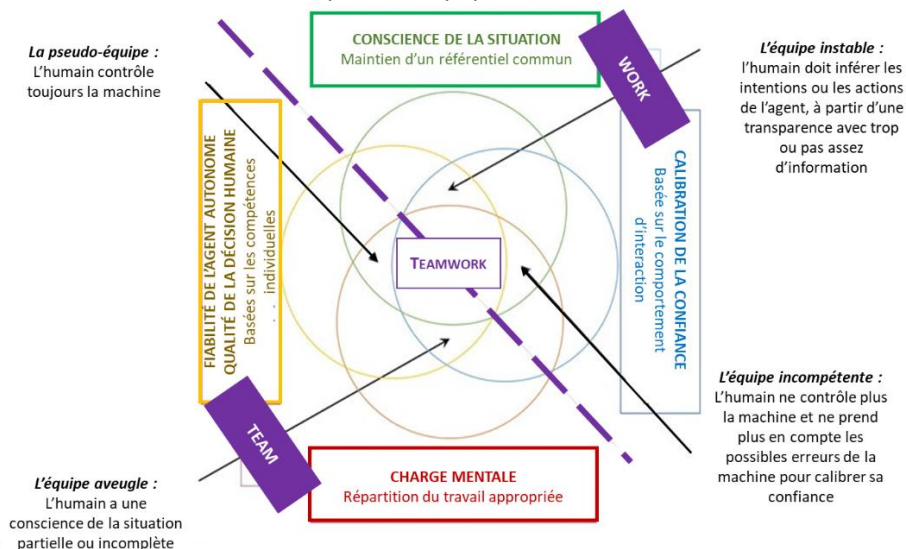 La pseudo-équipe :
L'humain contrôle
toujours la machine
CONSCIENCE DE LA SITUATION
Maintien d'un référentiel commun
WORK
L'équipe instable :
l'humain doit inférer les
intentions ou les actions
de l'agent, à partir d'une
transparence avec trop
ou pas assez
d'information
FIABILITÉ DE L'AGENT AUTONOME
QUALITÉ DE LA DÉCISION HUMAINE
Basées sur les compétences
individuelles
TEAMWORK
CALIBRATION DE LA CONFIANCE
Basée sur le comportement
d'interaction
TEAM
L'équipe aveugle :
L'humain a une
conscience de la situation
partielle ou incomplète
CHARGE MENTALE
Répartition du travail appropriée
L'équipe incompétente :
L'humain ne contrôle plus
la machine et ne prend
plus en compte les
possibles erreurs de la
machine pour calibrer sa
confiance